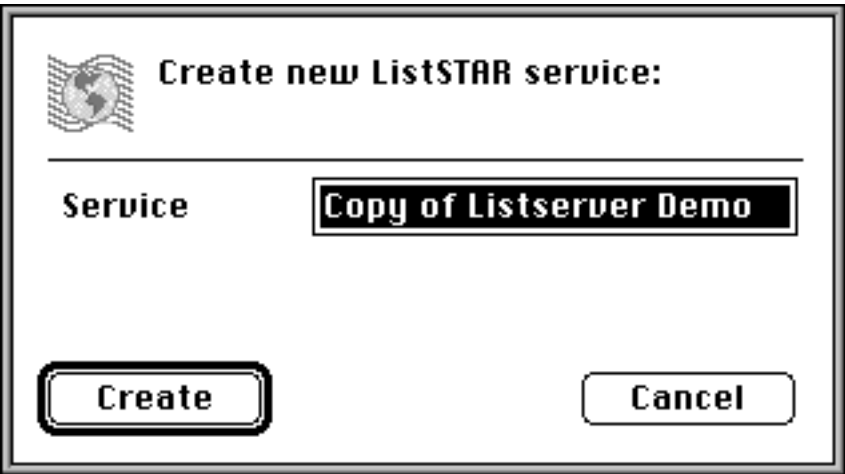 Create new ListSTAR service:
Service
Copy of Listserver Demo
Create
Cancel